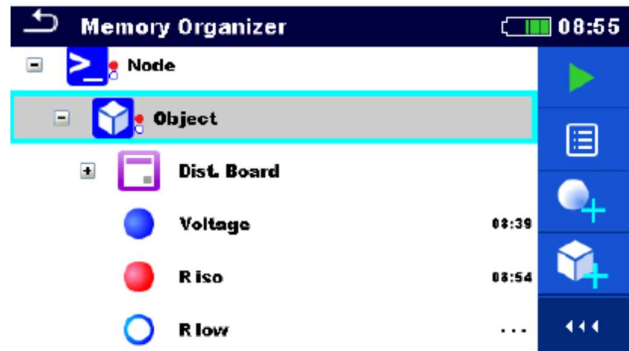 Memory Organizer 08:55
Node
Object
Dist. Board
Voltage 08:39
R iso 08:54
R low ...